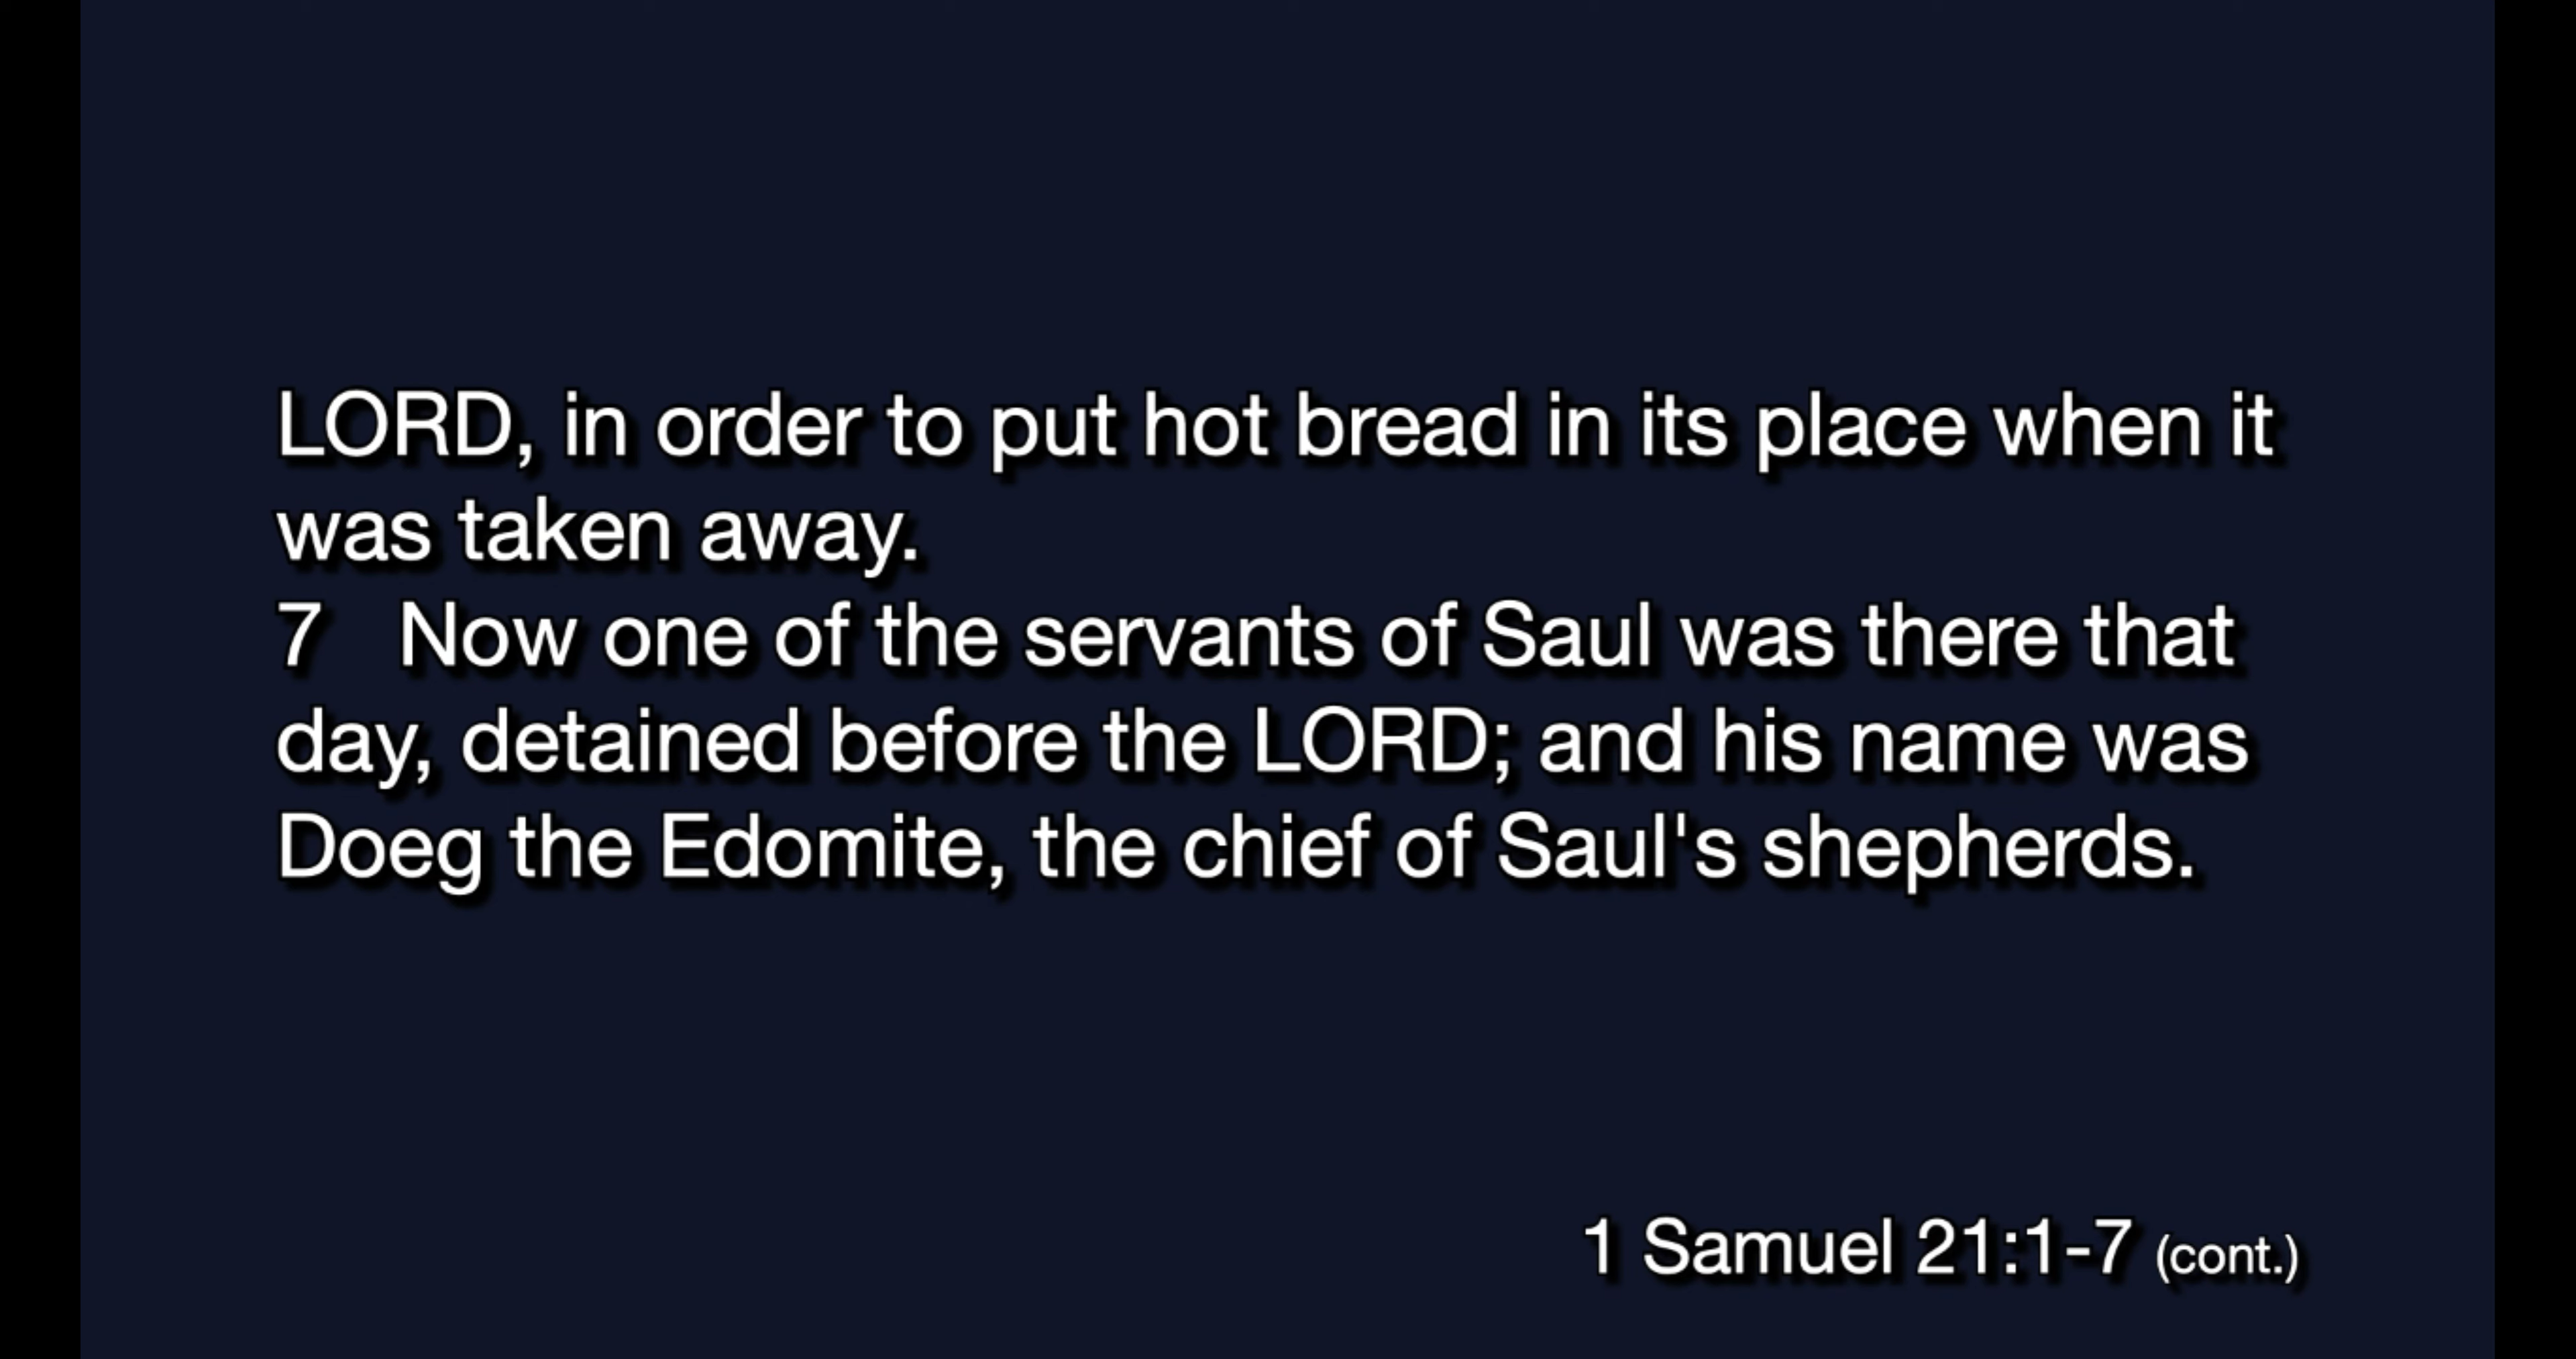 LORD, in order to put hot bread in its place when it
was taken away.
7 Now one of the servants of Saul was there that
day, detained before the LORD; and his name was
Doeg the Edomite, the chief of Saul's shepherds.
1 Samuel 21:1-7 (cont.)